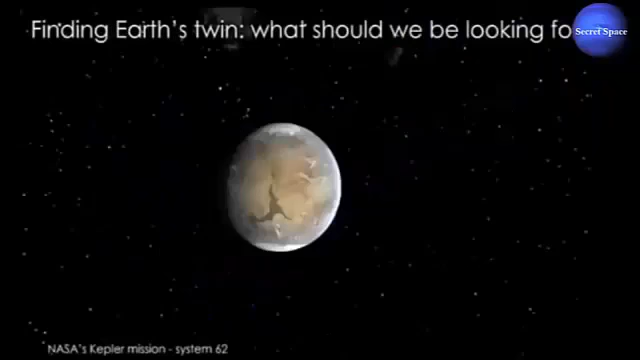 Finding Earth's twin: what should we be looking fo
Secret Space
NASA's Kepler mission - system 62